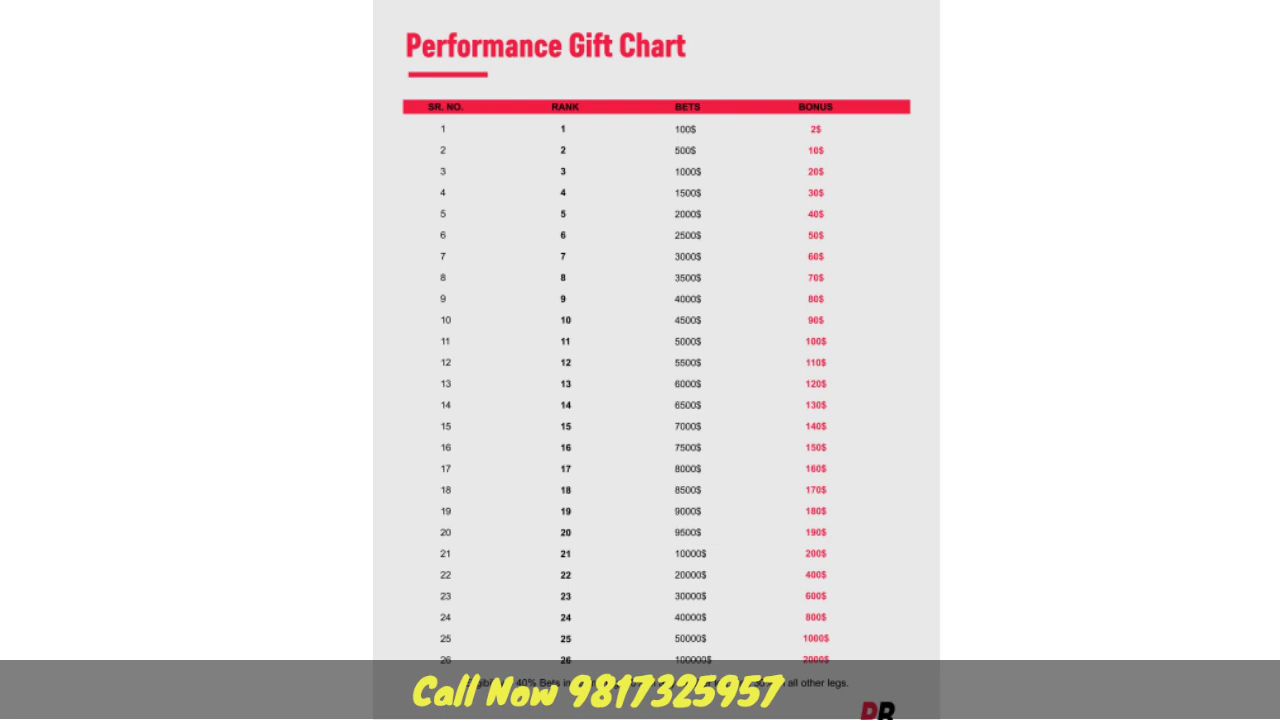 Performance Gift Chart
SR. NO. RANK BETS BONUS
1 1 100$ 2$
2 2 500$ 10$
3 3 1000$ 20$
4 4 1500$ 30$
5 5 2000$ 40$
6 6 2500$ 50$
7 7 3000$ 60$
8 8 3500$ 70$
9 9 4000$ 80$
10 10 4500$ 90$
11 11 5000$ 100$
12 12 5500$ 110$
13 13 6000$ 120$
14 14 6500$ 130$
15 15 7000$ 140$
16 16 7500$ 150$
17 17 8000$ 160$
18 18 8500$ 170$
19 19 9000$ 180$
20 20 9500$ 190$
21 21 10000$ 200$
22 22 20000$ 400$
23 23 30000$ 600$
24 24 40000$ 800$
25 25 50000$ 1000$
26 26 100000$ 2000$
40% Bets all other legs.
Call Now 9817325957